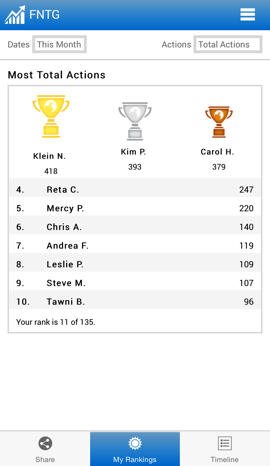 FNTG
Dates This Month Actions Total Actions
Most Total Actions
Klein N. Kim P. Carol H.
418 393 379
4. Reta C. 247
5. Mercy P. 220
6. Chris A. 140
7. Andrea F. 119
8. Leslie P. 109
9. Steve M. 107
10. Tawni B. 96
Your rank is 11 of 135.
Share My Rankings Timeline